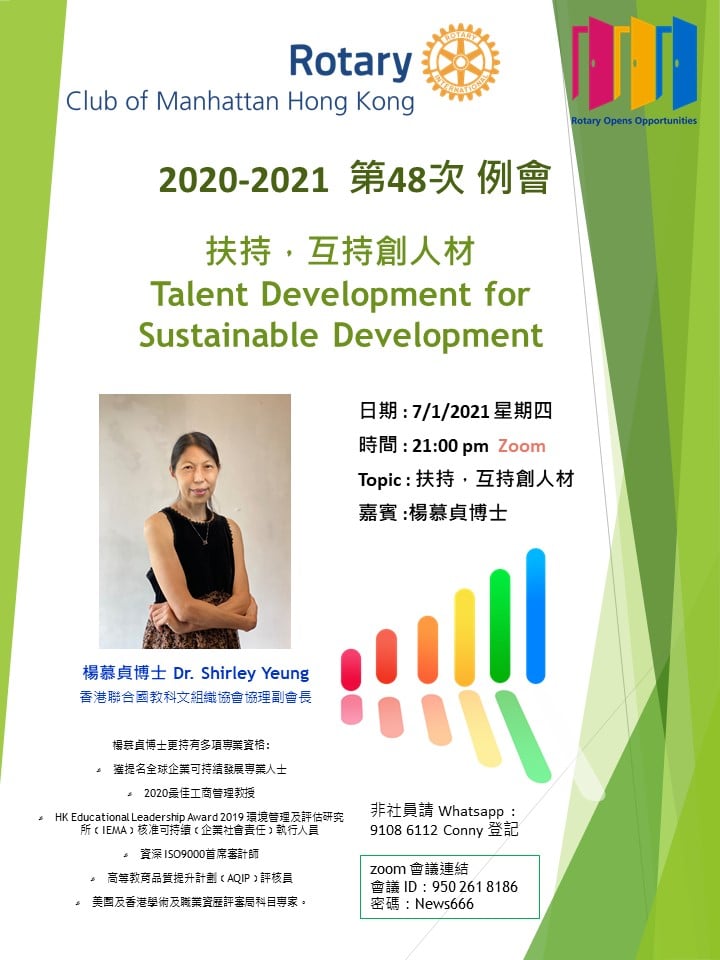 Rotary
ROTARY
INTERNATIONAL
Club of Manhattan Hong Kong
Rotary Opens Opportunities
2020-2021 第48次 例會
扶持，互持創人材
Talent Development for
Sustainable Development
日期 : 7/1/2021 星期四
時間 : 21:00 pm Zoom
Topic : 扶持，互持創人材
嘉賓 :楊慕貞博士
楊慕貞博士 Dr. Shirley Yeung
香港聯合國教科文組織協會協理副會長
楊慕貞博士更持有多項專業資格:
獲提名全球企業可持續發展專業人士
2020最佳工商管理教授
HK Educational Leadership Award 2019 環境管理及評估研究
所（IEMA）核准可持續（企業社會責任）執行人員
資深 ISO9000首席審計師
高等教育品質提升計劃（AQIP）評核員
美國及香港學術及職業資歷評審局科目專家。
非社員請 Whatsapp：
9108 6112 Conny 登記
zoom 會議連結
會議 ID：950 261 8186
密碼：News666